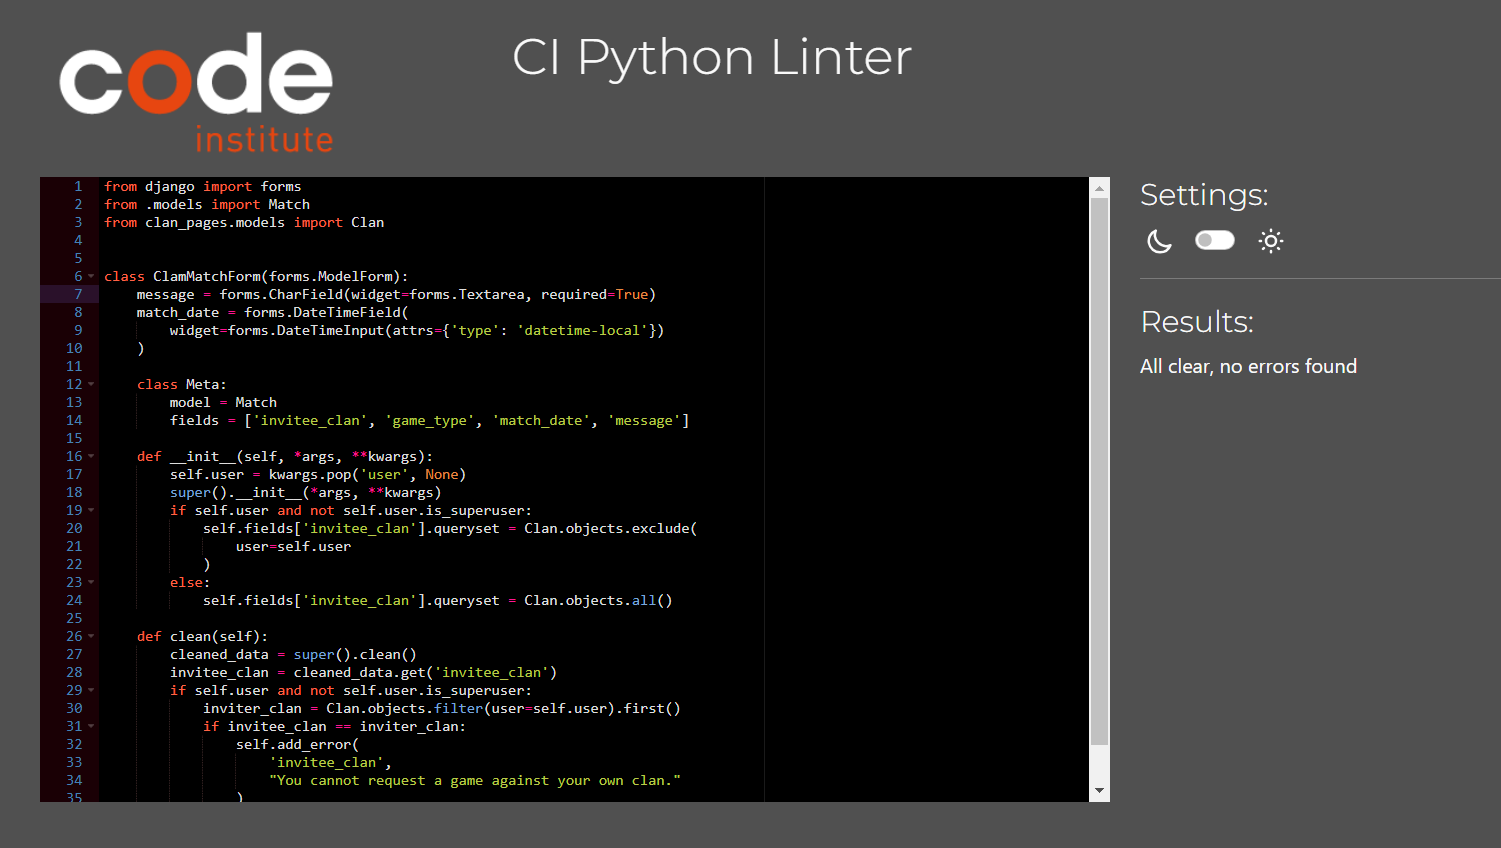 code
institute
CI Python Linter
1 from django import forms
2 from .models import Match
3 from clan_pages.models import Clan
4
5
6 class ClamMatchForm(forms.ModelForm):
7     message = forms.CharField(widget=forms.Textarea, required=True)
8     match_date = forms.DateTimeField(
9         widget=forms.DateTimeInput(attrs={'type': 'datetime-local'})
10     )
11
12     class Meta:
13         model = Match
14         fields = ['invitee_clan', 'game_type', 'match_date', 'message']
15
16     def __init__(self, *args, **kwargs):
17         self.user = kwargs.pop('user', None)
18         super().__init__(*args, **kwargs)
19         if self.user and not self.user.is_superuser:
20             self.fields['invitee_clan'].queryset = Clan.objects.exclude(
21                 user=self.user
22             )
23         else:
24             self.fields['invitee_clan'].queryset = Clan.objects.all()
25
26     def clean(self):
27         cleaned_data = super().clean()
28         invitee_clan = cleaned_data.get('invitee_clan')
29         if self.user and not self.user.is_superuser:
30             inviter_clan = Clan.objects.filter(user=self.user).first()
31             if invitee_clan == inviter_clan:
32                 self.add_error(
33                     'invitee_clan',
34                     "You cannot request a game against your own clan."
35                 )
Settings:
Results:
All clear, no errors found